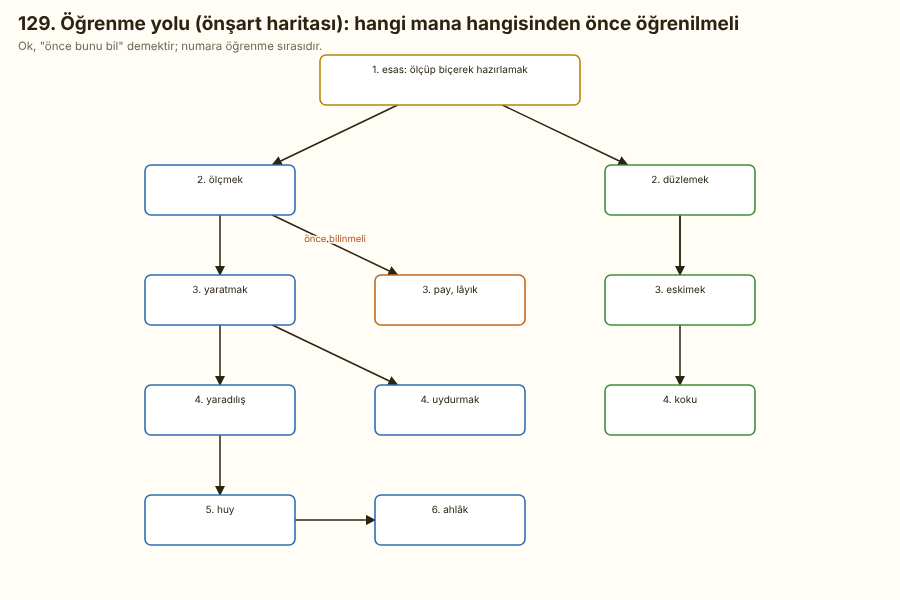 129. Öğrenme yolu (önşart haritası): hangi mana hangisinden önce öğrenilmeli
Ok, "önce bunu bil" demektir; numara öğrenme sırasıdır.
1. esas: ölçüp biçerek hazırlamak
2. ölçmek
2. düzlemek
önce bilinmeli
3. yaratmak
3. pay, lâyık
3. eskimek
4. yaradılış
4. uydurmak
4. koku
5. huy
6. ahlâk